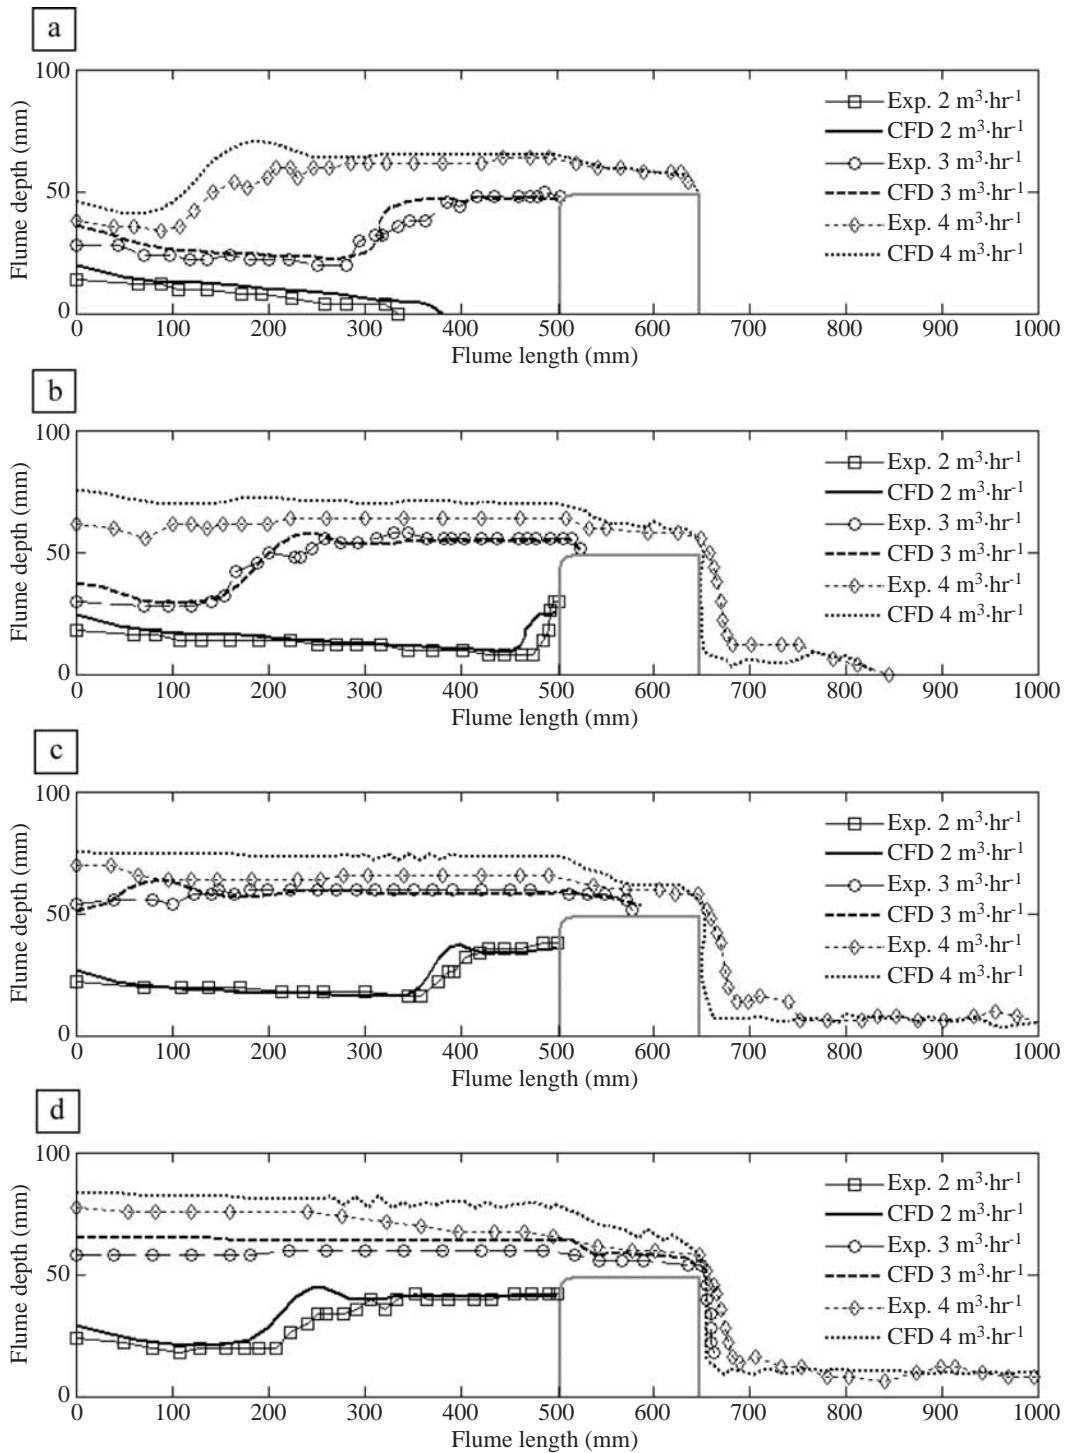 a
100
50
0
Flume depth (mm)
Exp. 2 m³·hr⁻¹
CFD 2 m³·hr⁻¹
Exp. 3 m³·hr⁻¹
CFD 3 m³·hr⁻¹
Exp. 4 m³·hr⁻¹
CFD 4 m³·hr⁻¹
0 100 200 300 400 500 600 700 800 900 1000
Flume length (mm)
b
100
50
0
Flume depth (mm)
Exp. 2 m³·hr⁻¹
CFD 2 m³·hr⁻¹
Exp. 3 m³·hr⁻¹
CFD 3 m³·hr⁻¹
Exp. 4 m³·hr⁻¹
CFD 4 m³·hr⁻¹
0 100 200 300 400 500 600 700 800 900 1000
Flume length (mm)
c
100
50
0
Flume depth (mm)
Exp. 2 m³·hr⁻¹
CFD 2 m³·hr⁻¹
Exp. 3 m³·hr⁻¹
CFD 3 m³·hr⁻¹
Exp. 4 m³·hr⁻¹
CFD 4 m³·hr⁻¹
0 100 200 300 400 500 600 700 800 900 1000
Flume length (mm)
d
100
50
0
Flume depth (mm)
Exp. 2 m³·hr⁻¹
CFD 2 m³·hr⁻¹
Exp. 3 m³·hr⁻¹
CFD 3 m³·hr⁻¹
Exp. 4 m³·hr⁻¹
CFD 4 m³·hr⁻¹
0 100 200 300 400 500 600 700 800 900 1000
Flume length (mm)